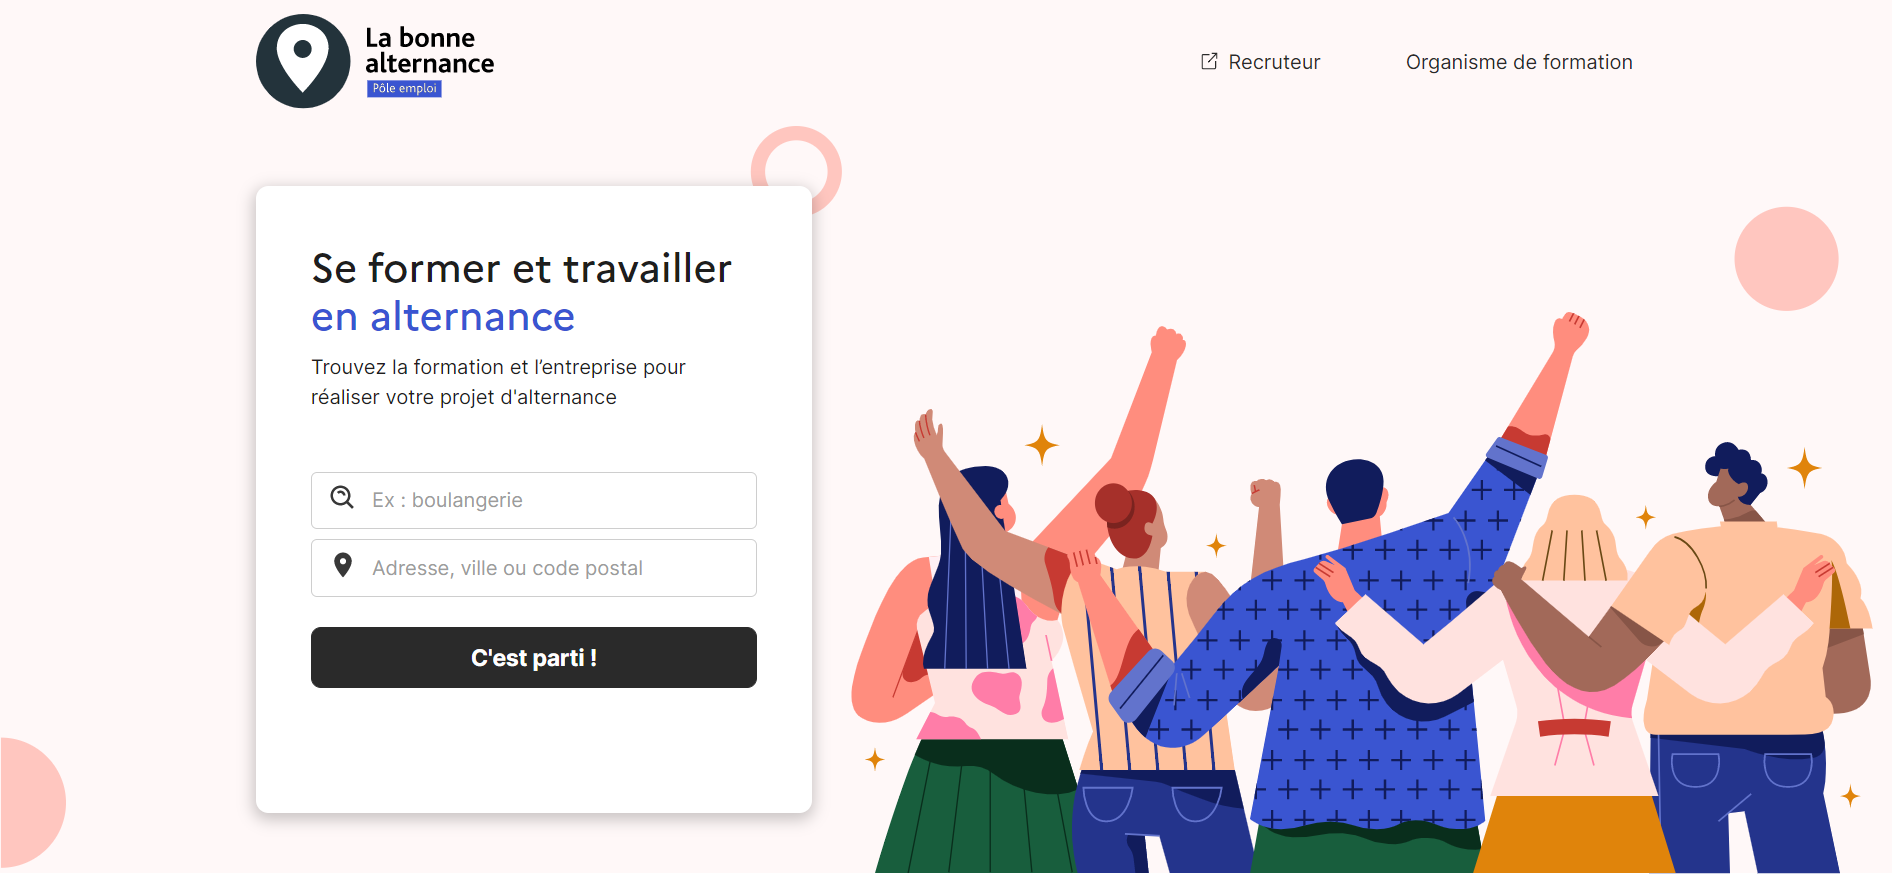 La bonne
alternance
Pôle emploi
Recruteur
Organisme de formation
Se former et travailler
en alternance
Trouvez la formation et l’entreprise pour
réaliser votre projet d'alternance
Ex : boulangerie
Adresse, ville ou code postal
C'est parti !